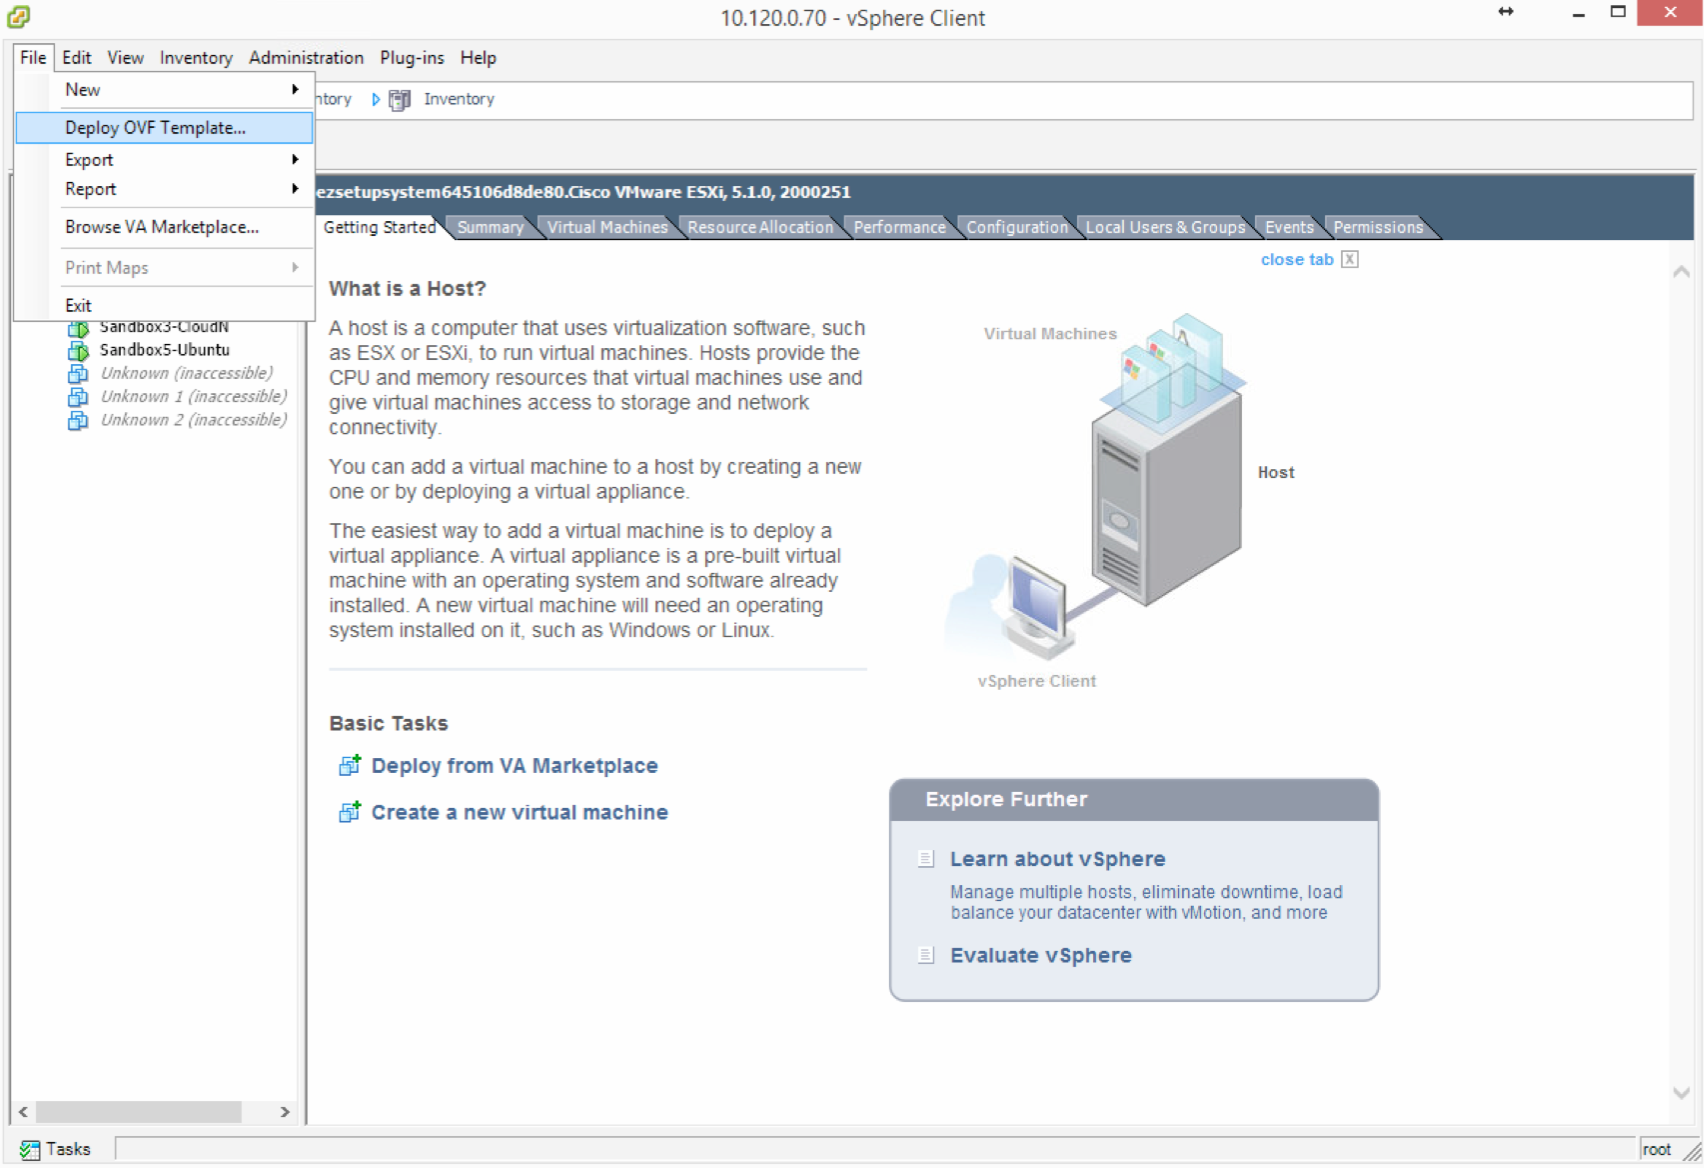 10.120.0.70 - vSphere Client
File Edit View Inventory Administration Plug-ins Help
New
ntory Inventory
Deploy OVF Template...
Export
Report
Browse VA Marketplace...
Print Maps
Exit
Sandbox3-CloudN
Sandbox5-Ubuntu
Unknown (inaccessible)
Unknown 1 (inaccessible)
Unknown 2 (inaccessible)
ezsetupsystem645106d8de80.Cisco VMware ESXi, 5.1.0, 2000251
Getting Started Summary Virtual Machines Resource Allocation Performance Configuration Local Users & Groups Events Permissions
close tab X
What is a Host?
A host is a computer that uses virtualization software, such
as ESX or ESXi, to run virtual machines. Hosts provide the
CPU and memory resources that virtual machines use and
give virtual machines access to storage and network
connectivity.
You can add a virtual machine to a host by creating a new
one or by deploying a virtual appliance.
The easiest way to add a virtual machine is to deploy a
virtual appliance. A virtual appliance is a pre-built virtual
machine with an operating system and software already
installed. A new virtual machine will need an operating
system installed on it, such as Windows or Linux.
Virtual Machines
Host
vSphere Client
Basic Tasks
Deploy from VA Marketplace
Create a new virtual machine
Explore Further
Learn about vSphere
Manage multiple hosts, eliminate downtime, load
balance your datacenter with vMotion, and more
Evaluate vSphere
Tasks
root